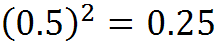 (0.5)² = 0.25